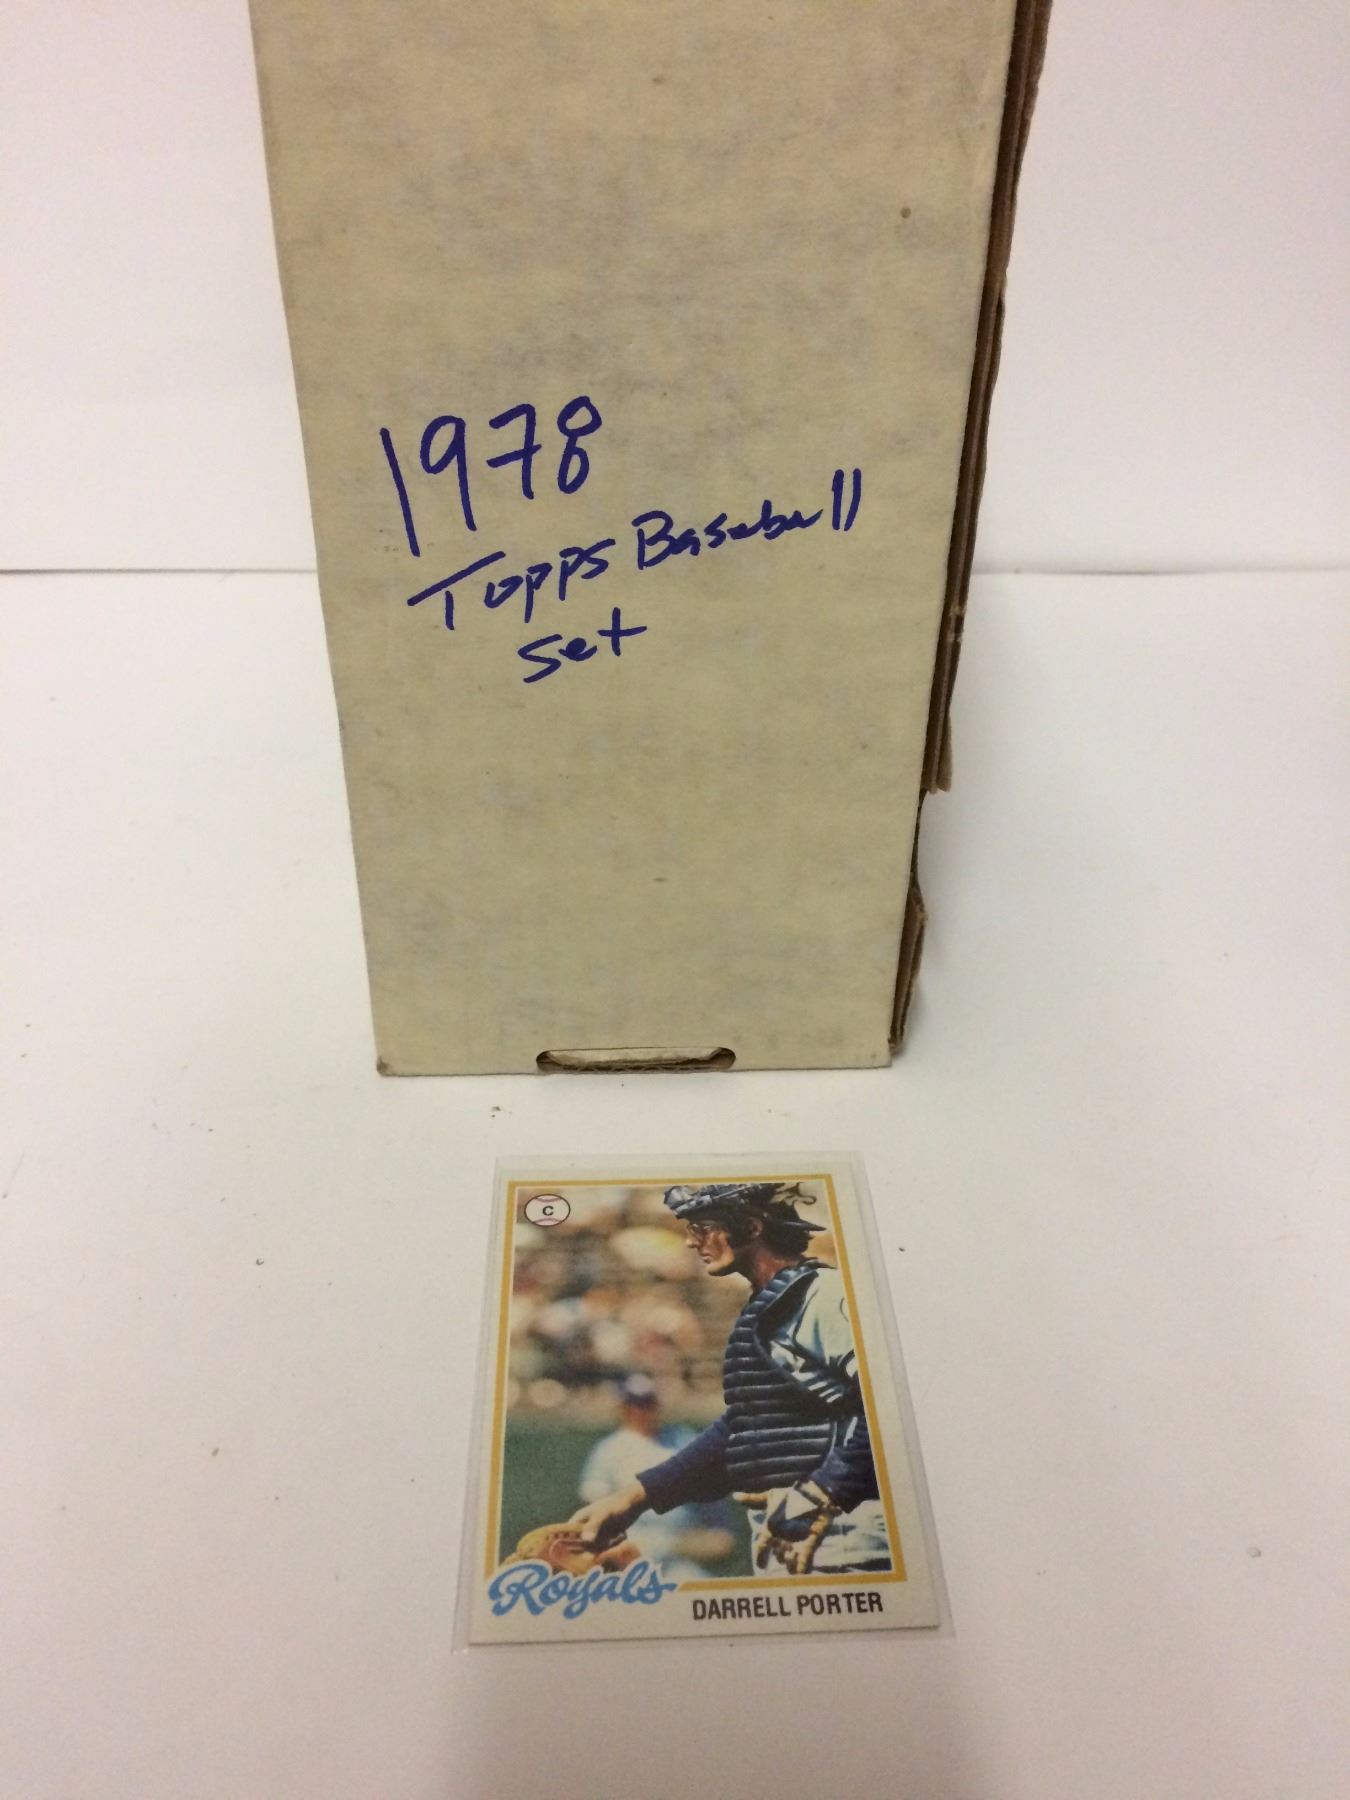 1978
Topps Baseball
Set
C
Royals
DARRELL PORTER